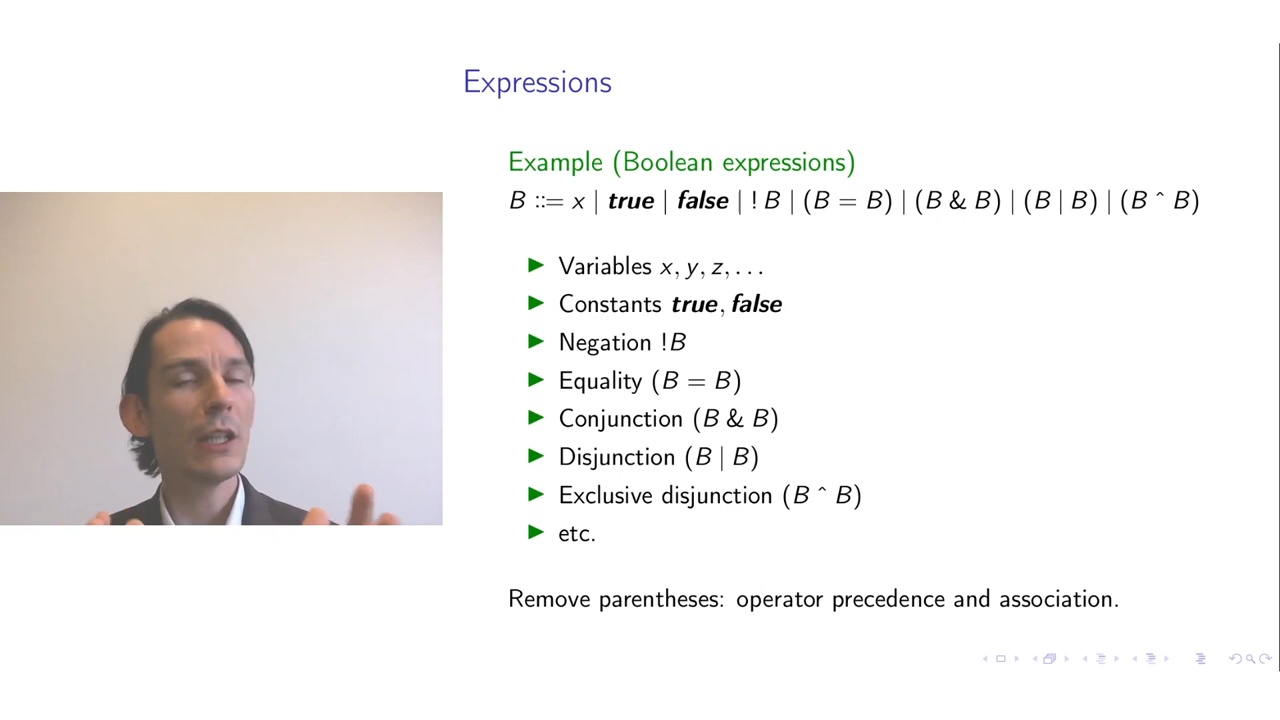 Expressions
Example (Boolean expressions)
B ::= x | true | false | ! B | (B = B) | (B & B) | (B | B) | (B ^ B)
▶ Variables x, y, z, . . .
▶ Constants true, false
▶ Negation !B
▶ Equality (B = B)
▶ Conjunction (B & B)
▶ Disjunction (B | B)
▶ Exclusive disjunction (B ^ B)
▶ etc.
Remove parentheses: operator precedence and association.